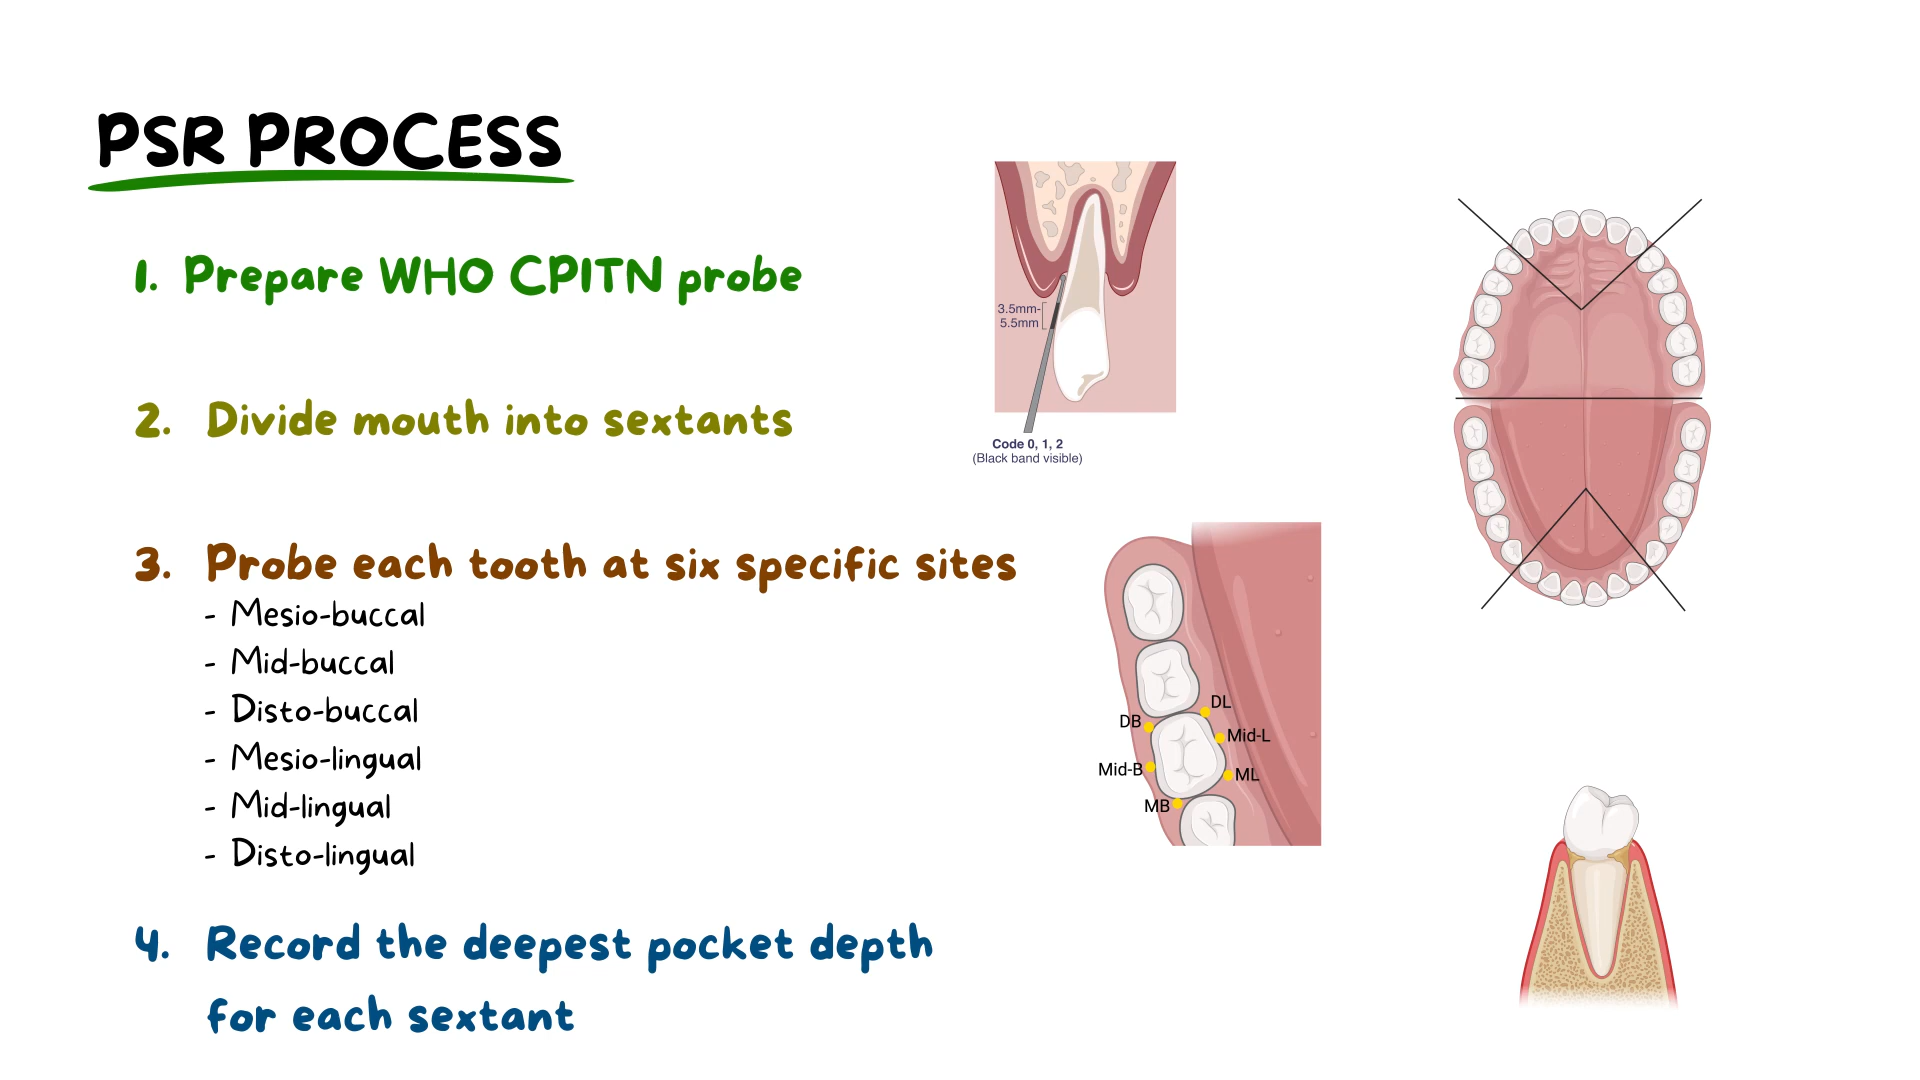 PSR PROCESS
1. Prepare WHO CPITN probe
2. Divide mouth into sextants
3. Probe each tooth at six specific sites
- Mesio-buccal
- Mid-buccal
- Disto-buccal
- Mesio-lingual
- Mid-lingual
- Disto-lingual
4. Record the deepest pocket depth
for each sextant
3.5mm-
5.5mm
Code 0, 1, 2
(Black band visible)
DL
DB
Mid-L
Mid-B
ML
MB